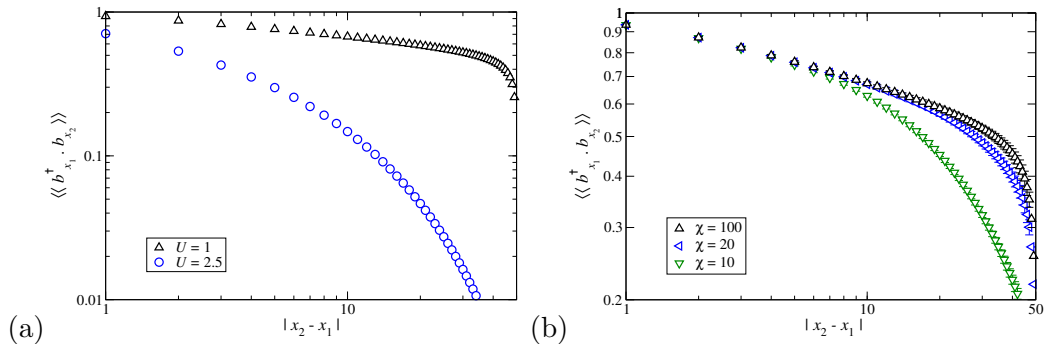 1
0.1
0.01
⟨⟨ b†x1 . bx2 ⟩⟩
U = 1
U = 2.5
1
10
| x2 - x1 |
(a)
1
0.9
0.8
0.7
0.6
0.5
0.4
0.3
0.2
⟨⟨ b†x1 . bx2 ⟩⟩
χ = 100
χ = 20
χ = 10
1
10
50
| x2 - x1 |
(b)